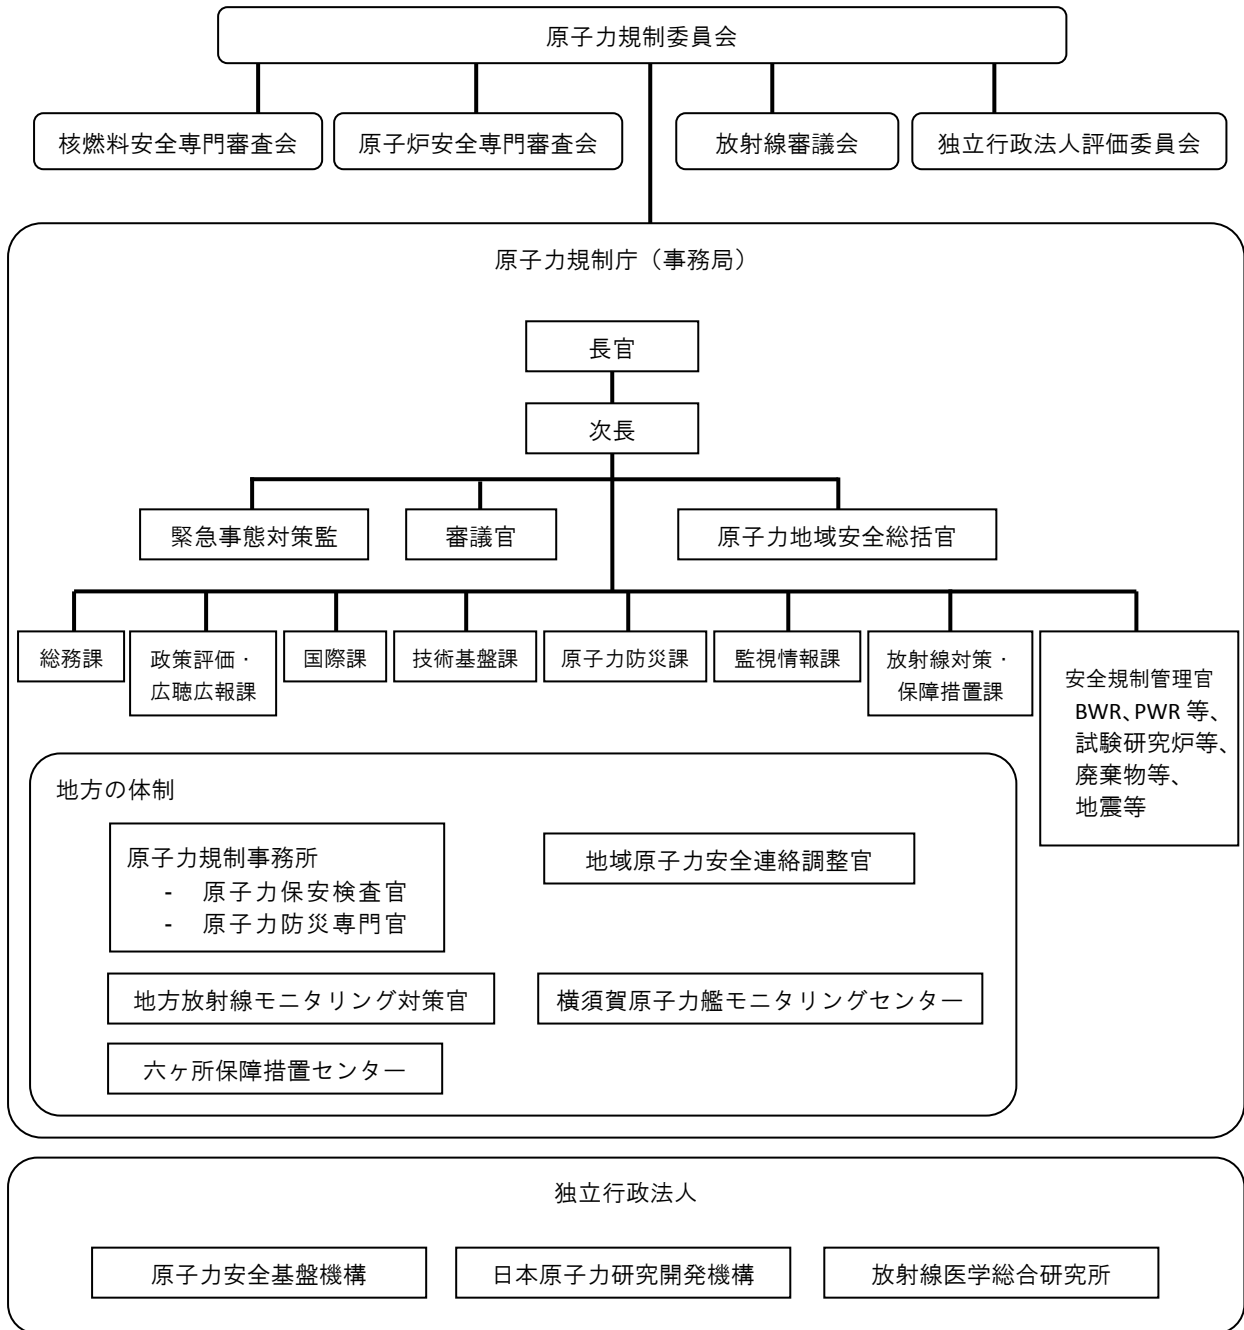 原子力規制委員会
核燃料安全専門審査会
原子炉安全専門審査会
放射線審議会
独立行政法人評価委員会
原子力規制庁（事務局）
長官
次長
緊急事態対策監
審議官
原子力地域安全総括官
総務課
政策評価・
広聴広報課
国際課
技術基盤課
原子力防災課
監視情報課
放射線対策・
保障措置課
安全規制管理官
BWR、PWR 等、
試験研究炉等、
廃棄物等、
地震等
地方の体制
原子力規制事務所
- 原子力保安検査官
- 原子力防災専門官
地域原子力安全連絡調整官
地方放射線モニタリング対策官
横須賀原子力艦モニタリングセンター
六ヶ所保障措置センター
独立行政法人
原子力安全基盤機構
日本原子力研究開発機構
放射線医学総合研究所